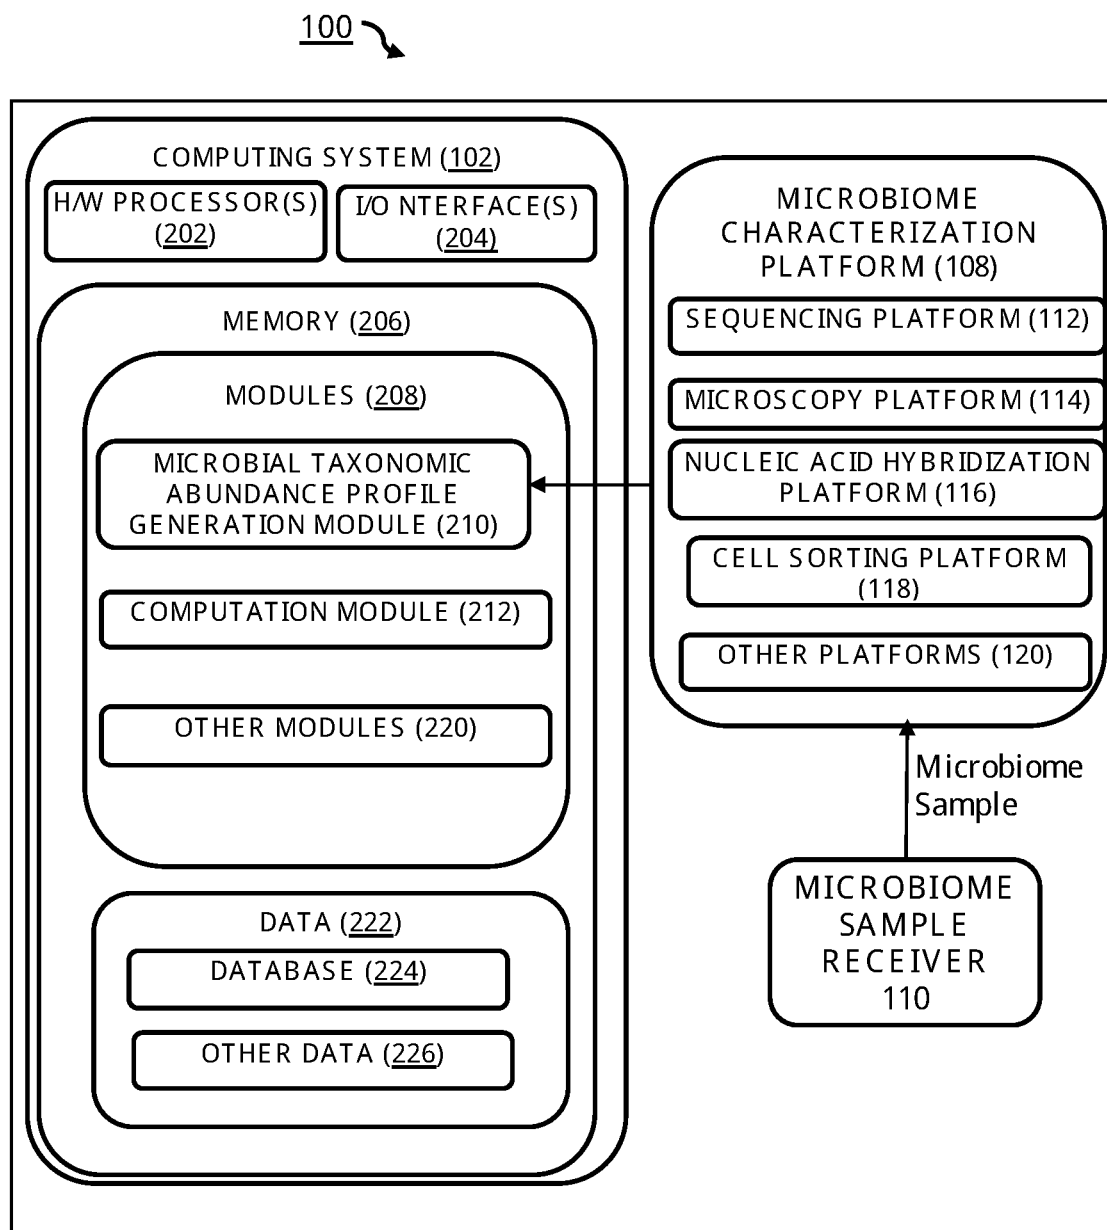 100
COMPUTING SYSTEM (102)
H/W PROCESSOR(S)
(202)
I/O NTERFACE(S)
(204)
MEMORY (206)
MODULES (208)
MICROBIAL TAXONOMIC
ABUNDANCE PROFILE
GENERATION MODULE (210)
COMPUTATION MODULE (212)
OTHER MODULES (220)
DATA (222)
DATABASE (224)
OTHER DATA (226)
MICROBIOME
CHARACTERIZATION
PLATFORM (108)
SEQUENCING PLATFORM (112)
MICROSCOPY PLATFORM (114)
NUCLEIC ACID HYBRIDIZATION
PLATFORM (116)
CELL SORTING PLATFORM
(118)
OTHER PLATFORMS (120)
Microbiome
Sample
MICROBIOME
SAMPLE
RECEIVER
110